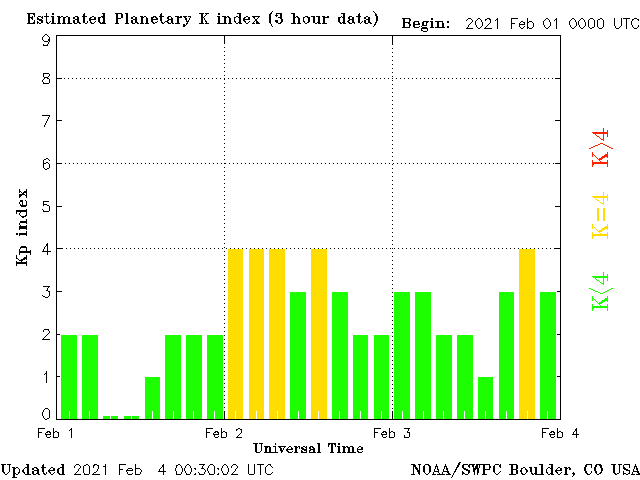 Estimated Planetary K index (3 hour data) Begin: 2021 Feb 01 0000 UTC
9
8
7
6
5
4
3
2
1
0
Kp index
K>4
K=4
K<4
Feb 1 Feb 2 Feb 3 Feb 4
Universal Time
Updated 2021 Feb 4 00:30:02 UTC NOAA/SWPC Boulder, CO USA